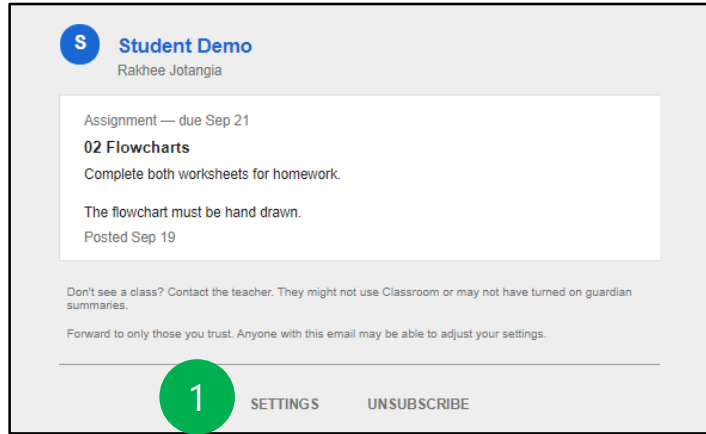 S
Student Demo
Rakhee Jotangia
Assignment — due Sep 21
02 Flowcharts
Complete both worksheets for homework.
The flowchart must be hand drawn.
Posted Sep 19
Don't see a class? Contact the teacher. They might not use Classroom or may not have turned on guardian
summaries.
Forward to only those you trust. Anyone with this email may be able to adjust your settings.
1 SETTINGS UNSUBSCRIBE